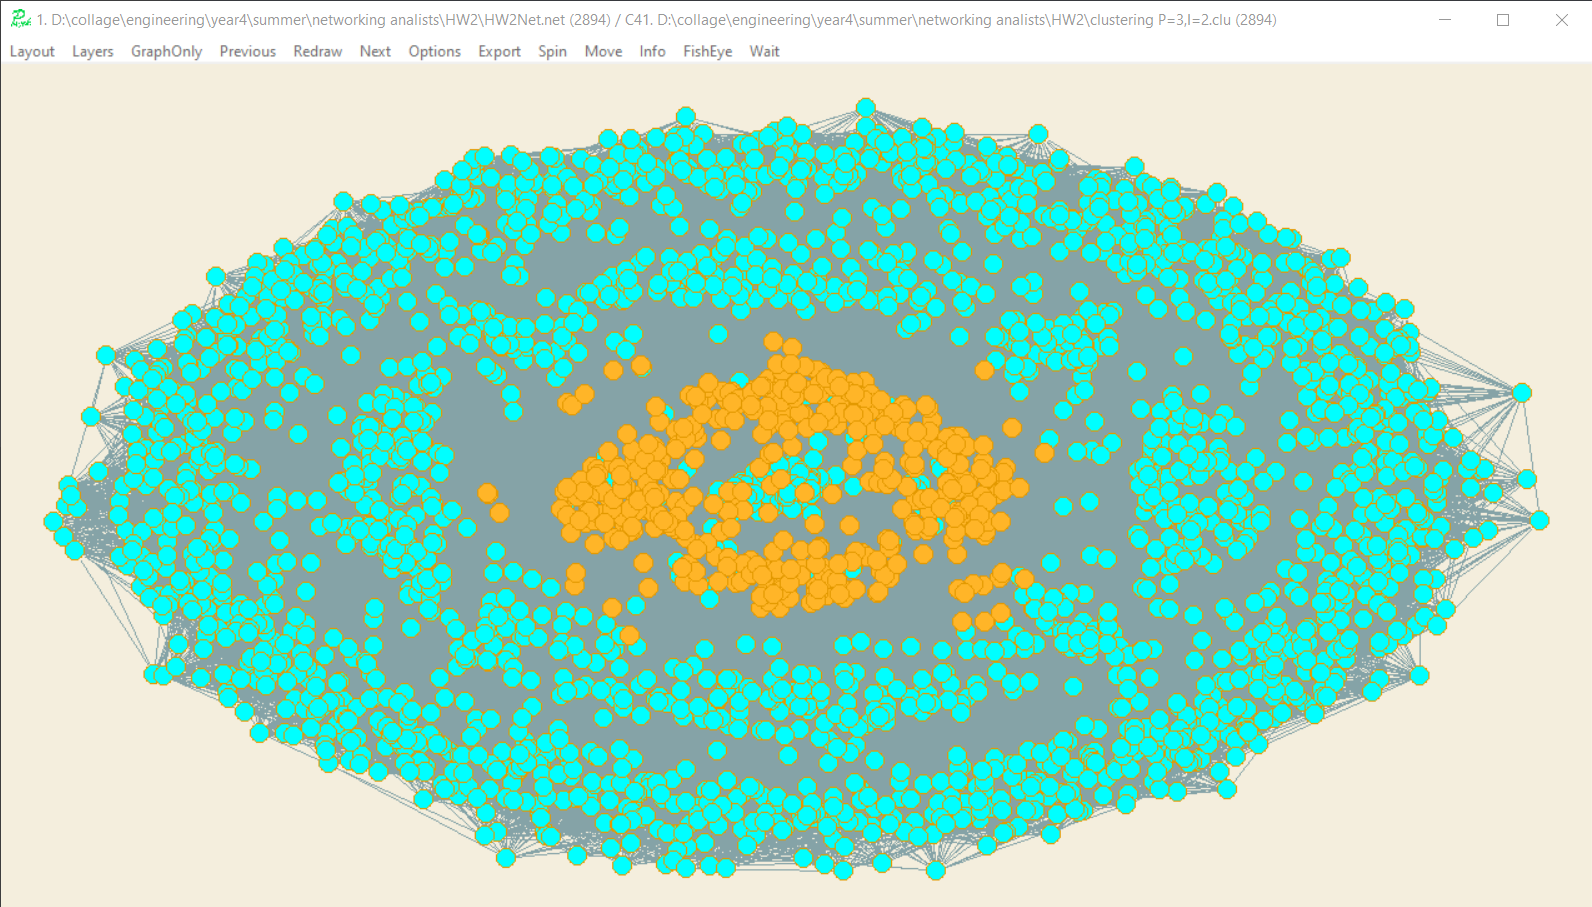 1. D:\collage\engineering\year4\summer\networking analists\HW2\HW2Net.net (2894) / C41. D:\collage\engineering\year4\summer\networking analists\HW2\clustering P=3,I=2.clu (2894)
Layout Layers GraphOnly Previous Redraw Next Options Export Spin Move Info FishEye Wait